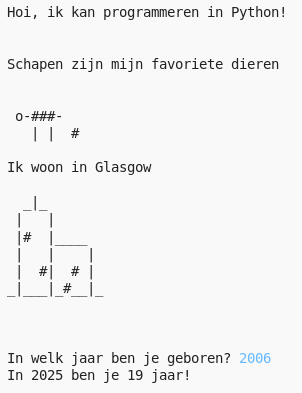 Hoi, ik kan programmeren in Python!
Schapen zijn mijn favoriete dieren
 o-###-
   | |  #
Ik woon in Glasgow
  _|_
 |   |
 |#  |____
 |   |    |
 |  #|  # |
_|___|_#__|_
In welk jaar ben je geboren? 2006
In 2025 ben je 19 jaar!